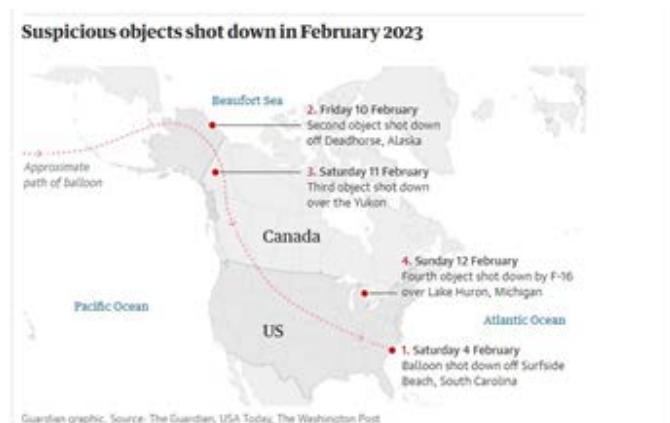 Suspicious objects shot down in February 2023
Beaufort Sea
2. Friday 10 February
Second object shot down
off Deadhorse, Alaska
Approximate
path of balloon
3. Saturday 11 February
Third object shot down
over the Yukon
Canada
4. Sunday 12 February
Fourth object shot down by F-16
over Lake Huron, Michigan
Pacific Ocean
Atlantic Ocean
US
1. Saturday 4 February
Balloon shot down off Surfside
Beach, South Carolina
Guardian graphic. Source: The Guardian, USA Today, The Washington Post